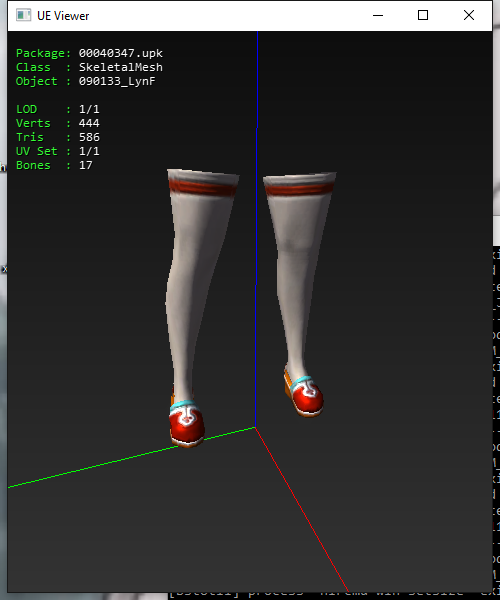 UE Viewer
Package: 00040347.upk
Class : SkeletalMesh
Object : 090133_LynF
LOD : 1/1
Verts : 444
Tris : 586
UV Set : 1/1
Bones : 17